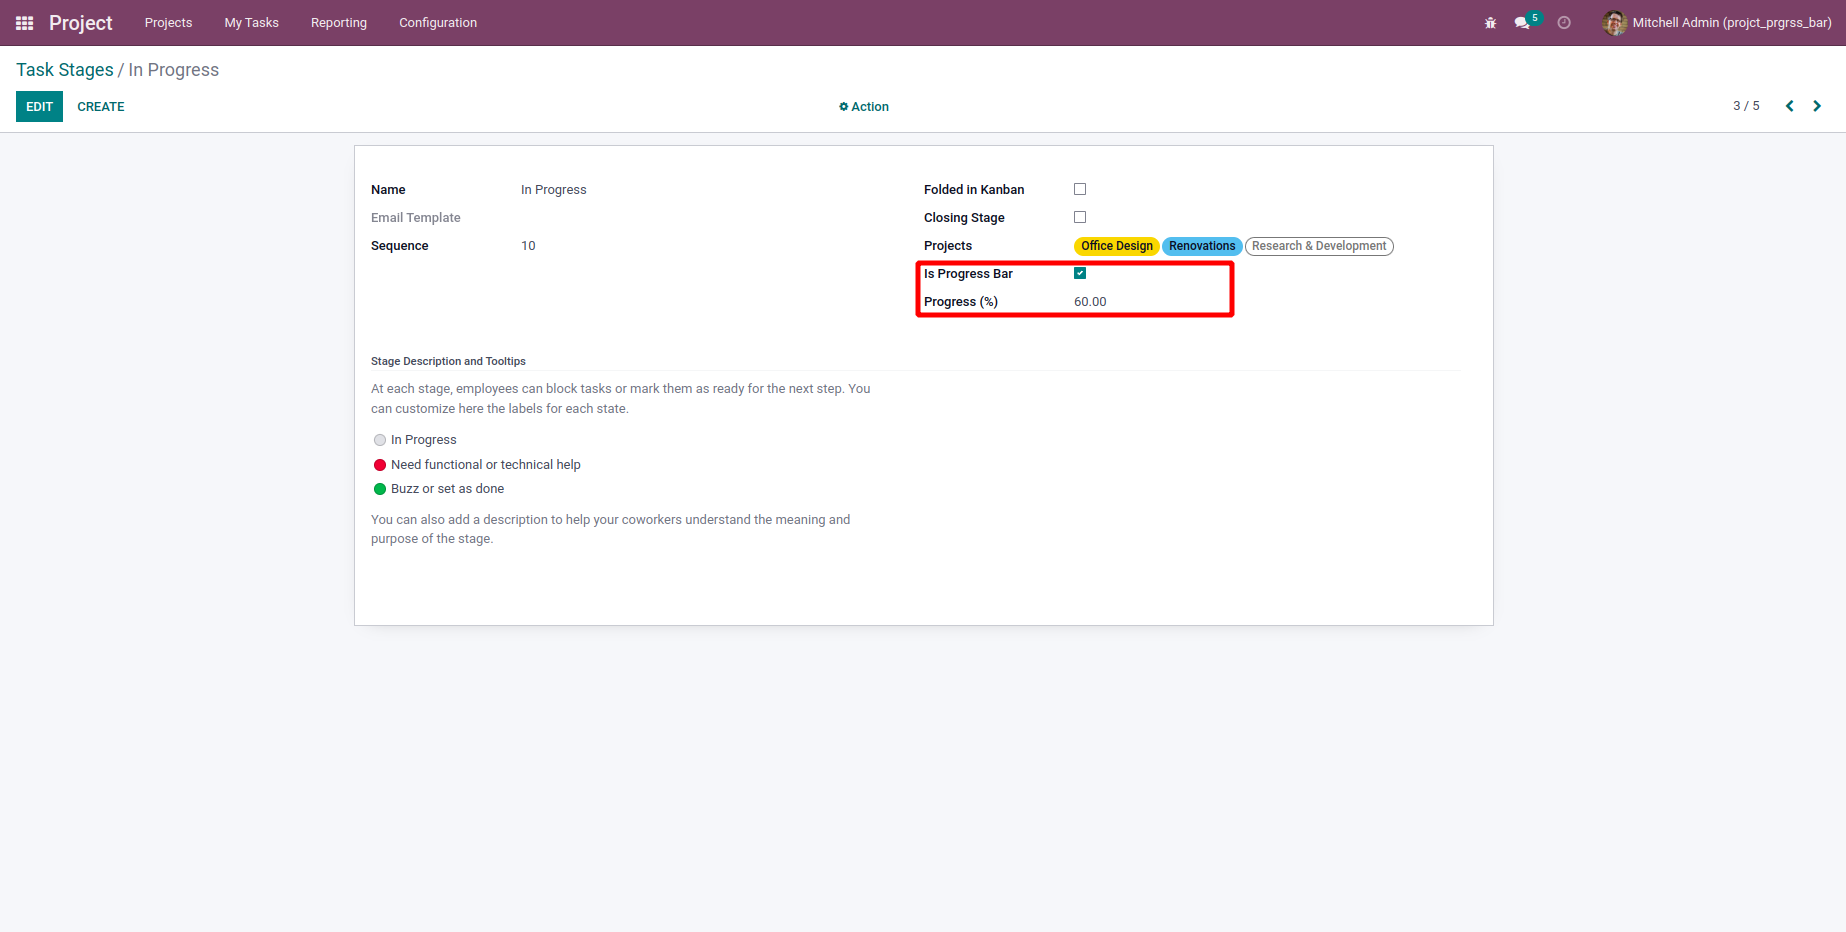 Project Projects My Tasks Reporting Configuration 5 Mitchell Admin (projct_prgrss_bar)
Task Stages / In Progress
EDIT CREATE Action 3 / 5
Name In Progress Folded in Kanban
Email Template Closing Stage
Sequence 10 Projects Office Design Renovations Research & Development
Is Progress Bar
Progress (%) 60.00
Stage Description and Tooltips
At each stage, employees can block tasks or mark them as ready for the next step. You
can customize here the labels for each state.
In Progress
Need functional or technical help
Buzz or set as done
You can also add a description to help your coworkers understand the meaning and
purpose of the stage.